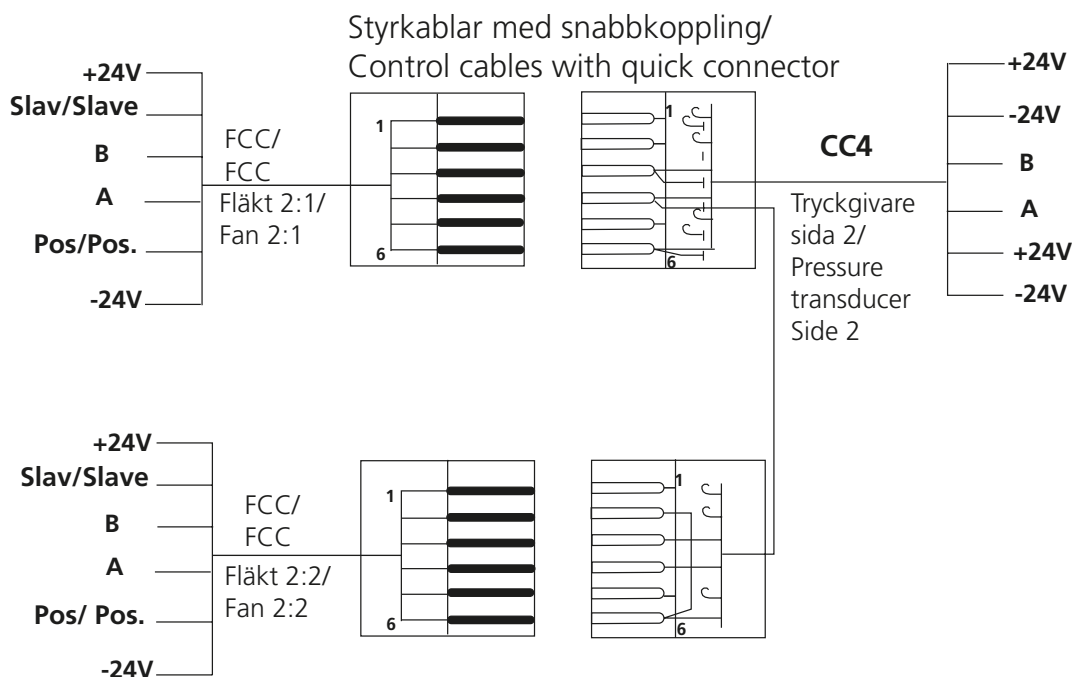 Styrkablar med snabbkoppling/
Control cables with quick connector
+24V
Slav/Slave
B
A
Pos/Pos.
-24V
FCC/
FCC
Fläkt 2:1/
Fan 2:1
1
6
1
6
CC4
Tryckgivare
sida 2/
Pressure
transducer
Side 2
+24V
-24V
B
A
+24V
-24V
+24V
Slav/Slave
B
A
Pos/ Pos.
-24V
FCC/
FCC
Fläkt 2:2/
Fan 2:2
1
6
1
6